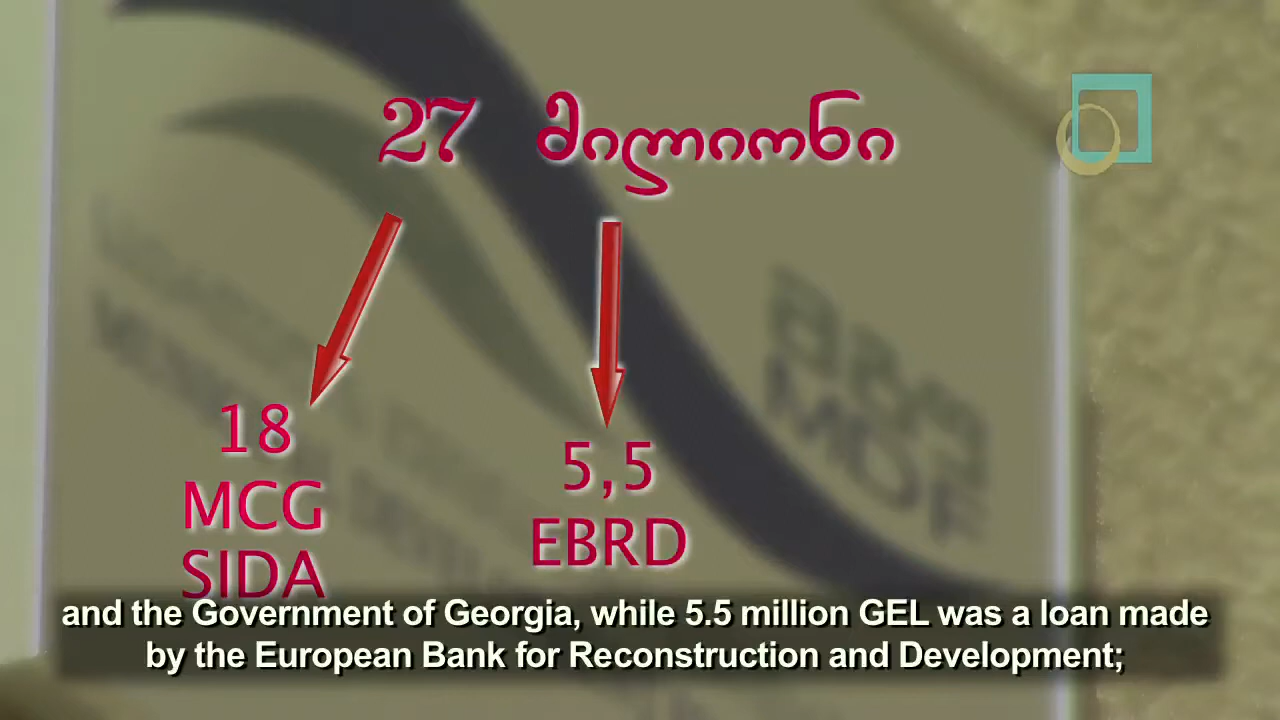 27 მილიონი
18
MCG
SIDA
5,5
EBRD
MDF
and the Government of Georgia, while 5.5 million GEL was a loan made
by the European Bank for Reconstruction and Development;